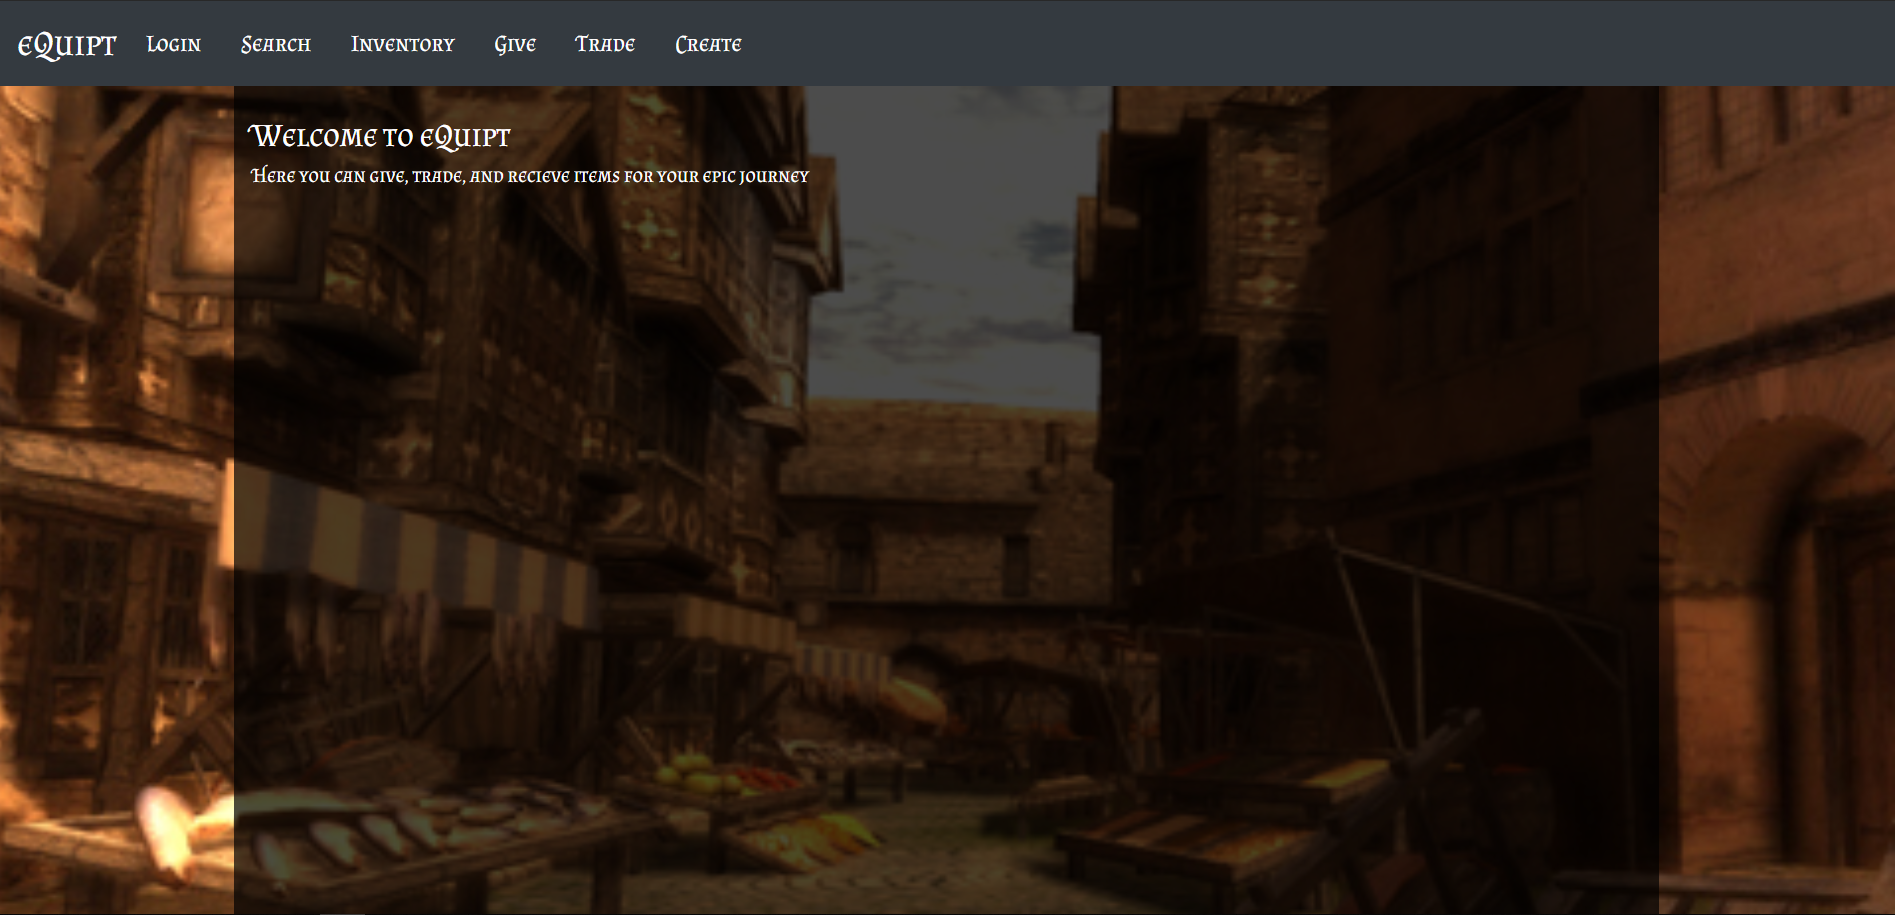 eQuipt Login Search Inventory Give Trade Create
Welcome to eQuipt
Here you can give, trade, and recieve items for your epic journey